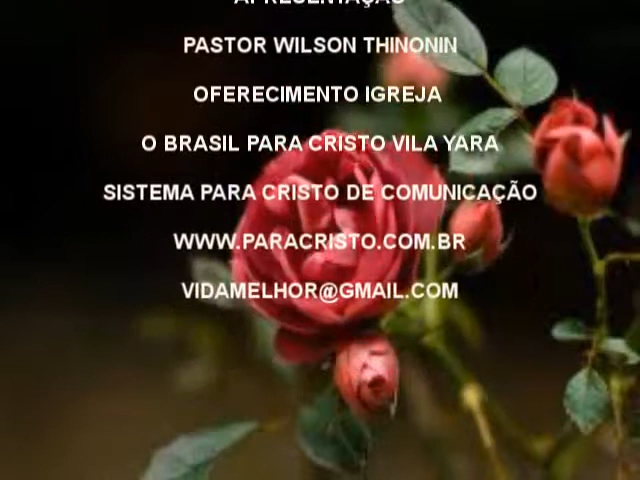 APRESENTAÇÃO
PASTOR WILSON THINONIN
OFERECIMENTO IGREJA
O BRASIL PARA CRISTO VILA YARA
SISTEMA PARA CRISTO DE COMUNICAÇÃO
WWW.PARACRISTO.COM.BR
VIDAMELHOR@GMAIL.COM